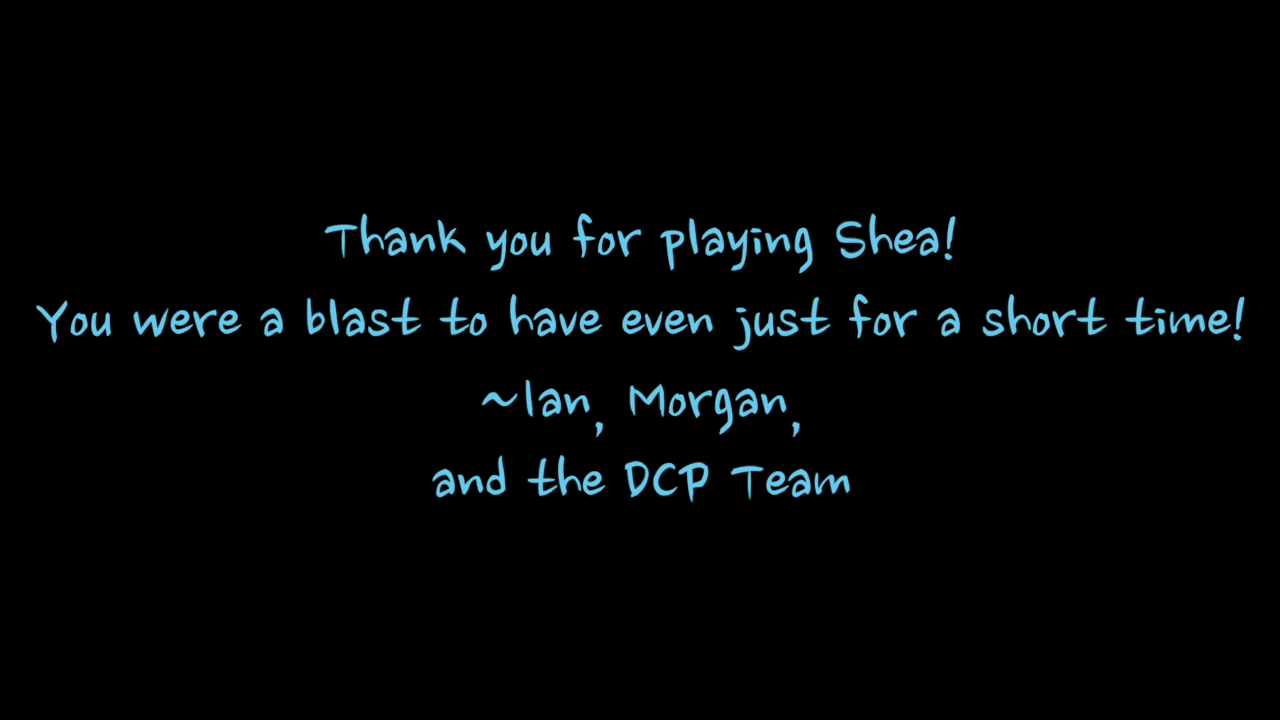 Thank you for playing Shea!
You were a blast to have even just for a short time!
~Ian, Morgan,
and the DCP Team